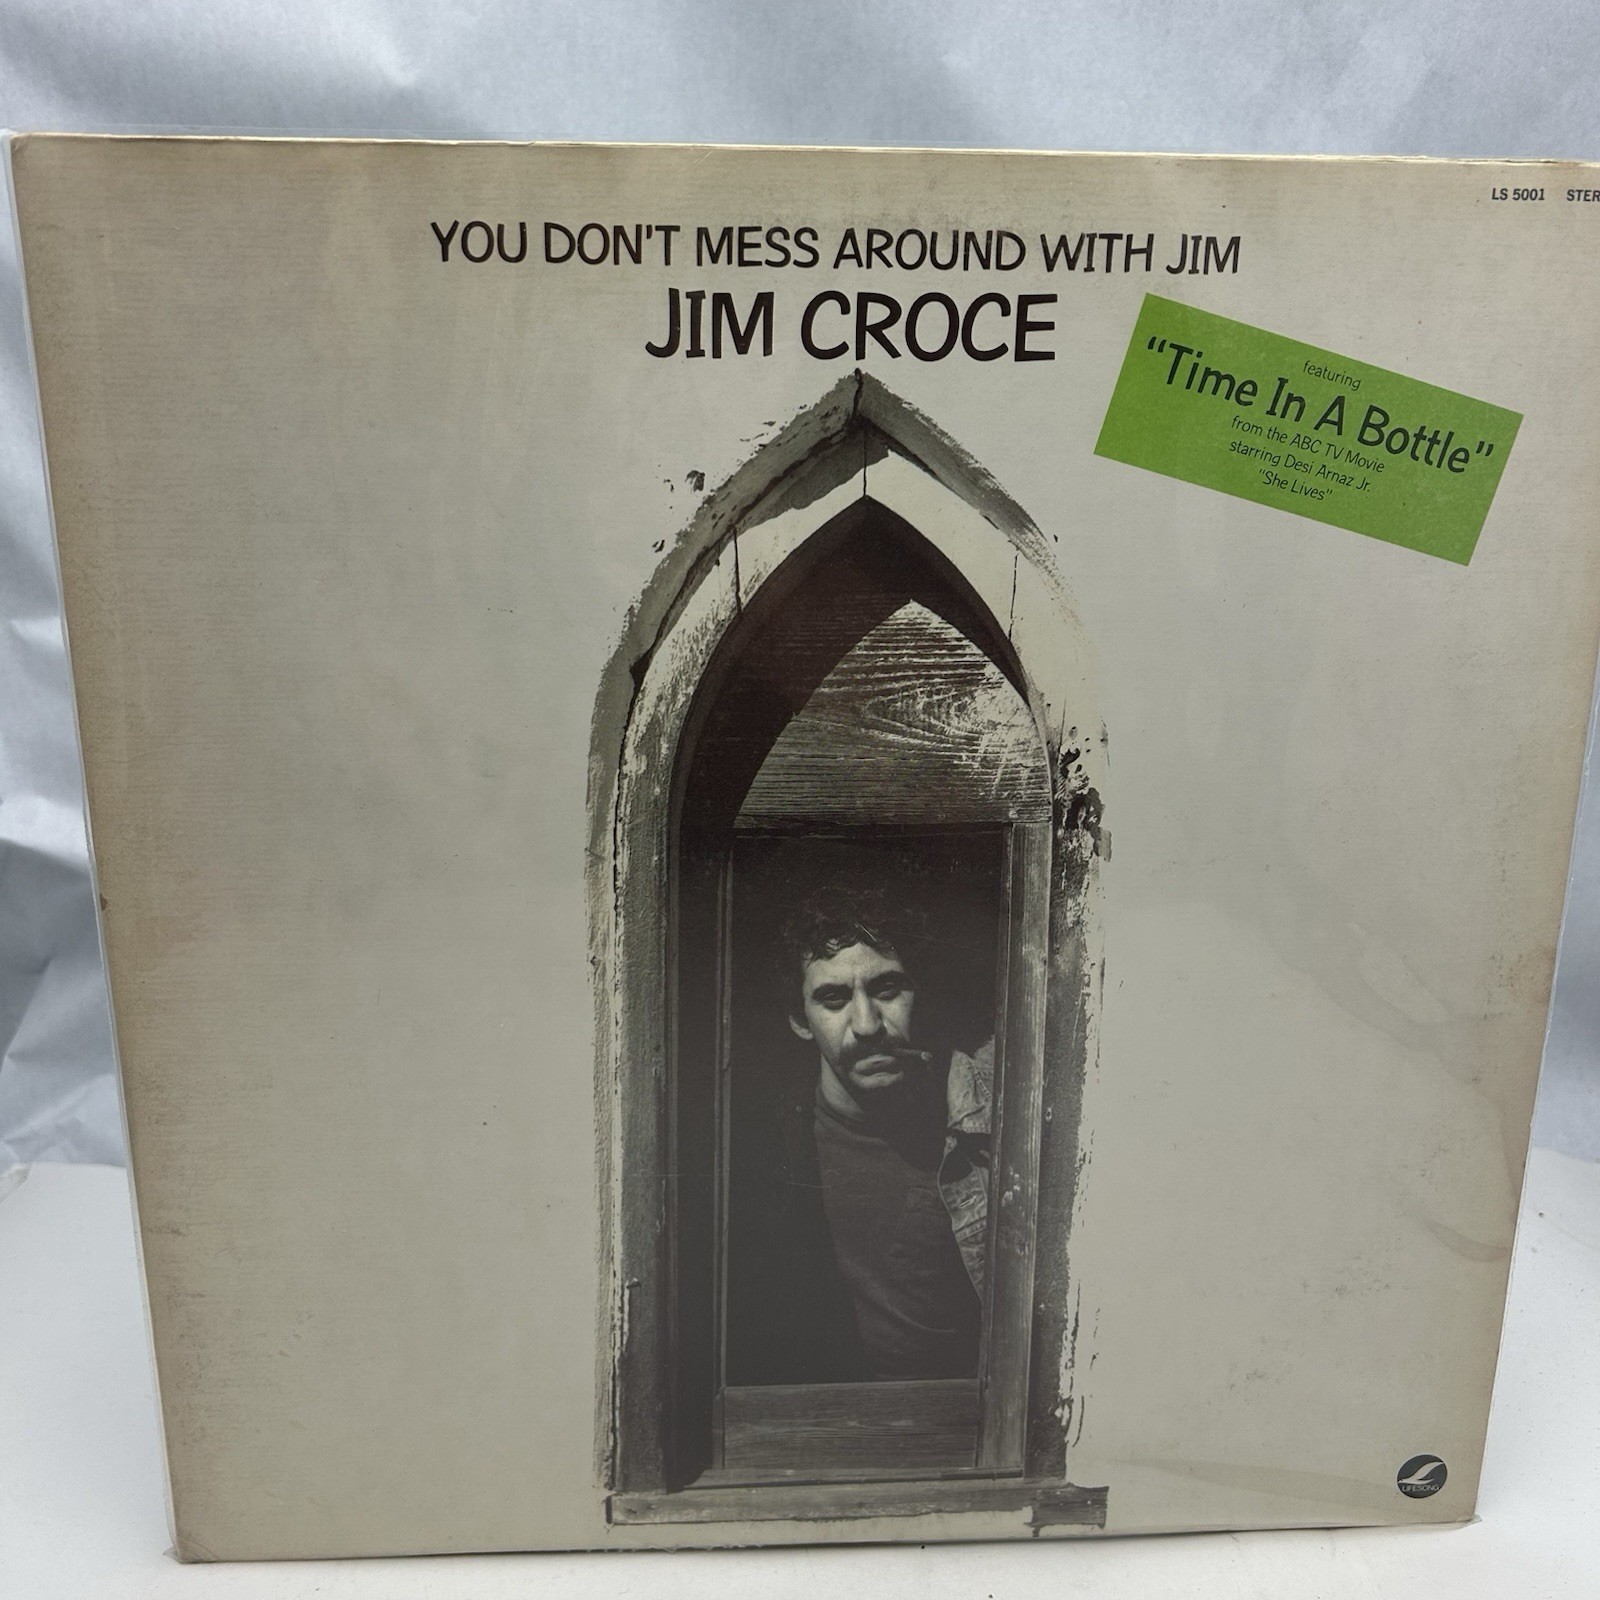 LS 5001 STER
YOU DON'T MESS AROUND WITH JIM
JIM CROCE
featuring
“Time In A Bottle”
from the ABC TV Movie
starring Desi Arnaz Jr.
"She Lives"
LIFESONG